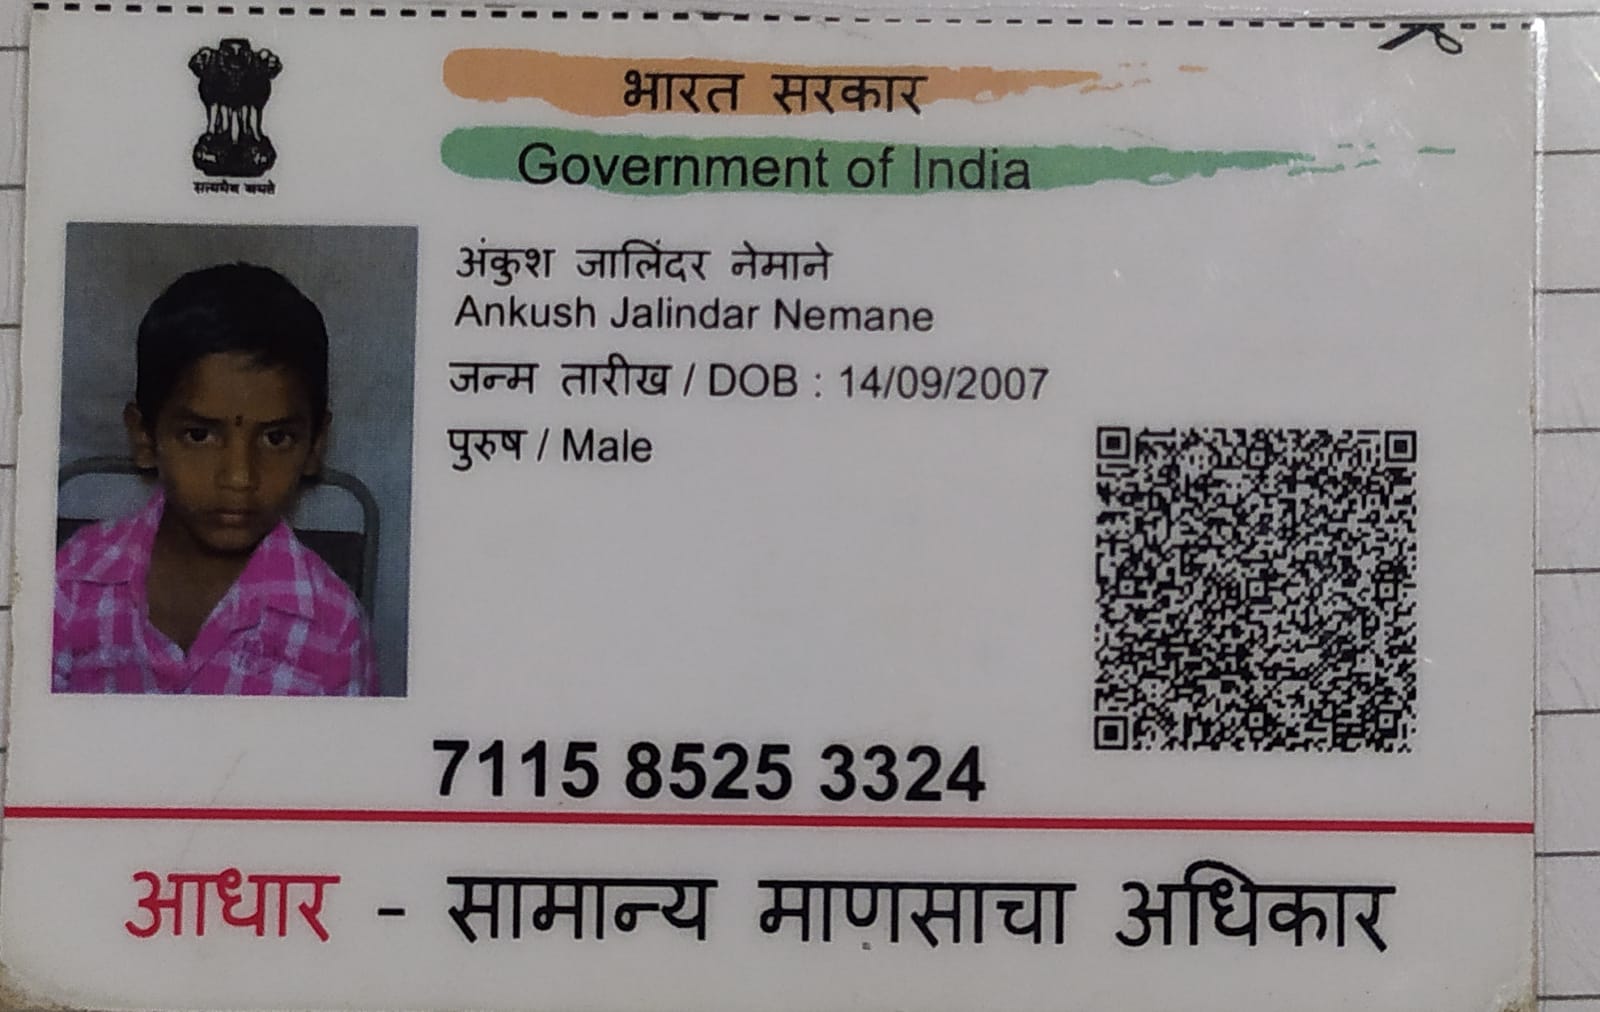 भारत सरकार
Government of India
सत्यमेव जयते
अंकुश जालिंदर नेमाने
Ankush Jalindar Nemane
जन्म तारीख / DOB : 14/09/2007
पुरुष / Male
7115 8525 3324
आधार - सामान्य माणसाचा अधिकार